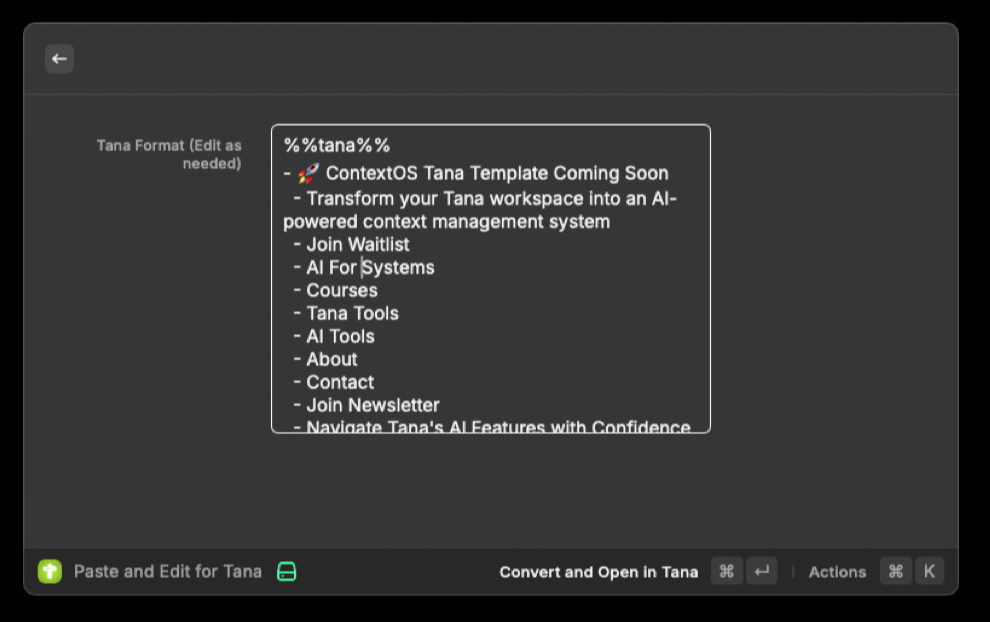 Tana Format (Edit as
needed)
%%tana%%
- 🚀 ContextOS Tana Template Coming Soon
- Transform your Tana workspace into an AI-
powered context management system
- Join Waitlist
- AI For Systems
- Courses
- Tana Tools
- AI Tools
- About
- Contact
- Join Newsletter
- Navigate Tana's AI Features with Confidence
Paste and Edit for Tana
Convert and Open in Tana ⌘ ↵ | Actions ⌘ K